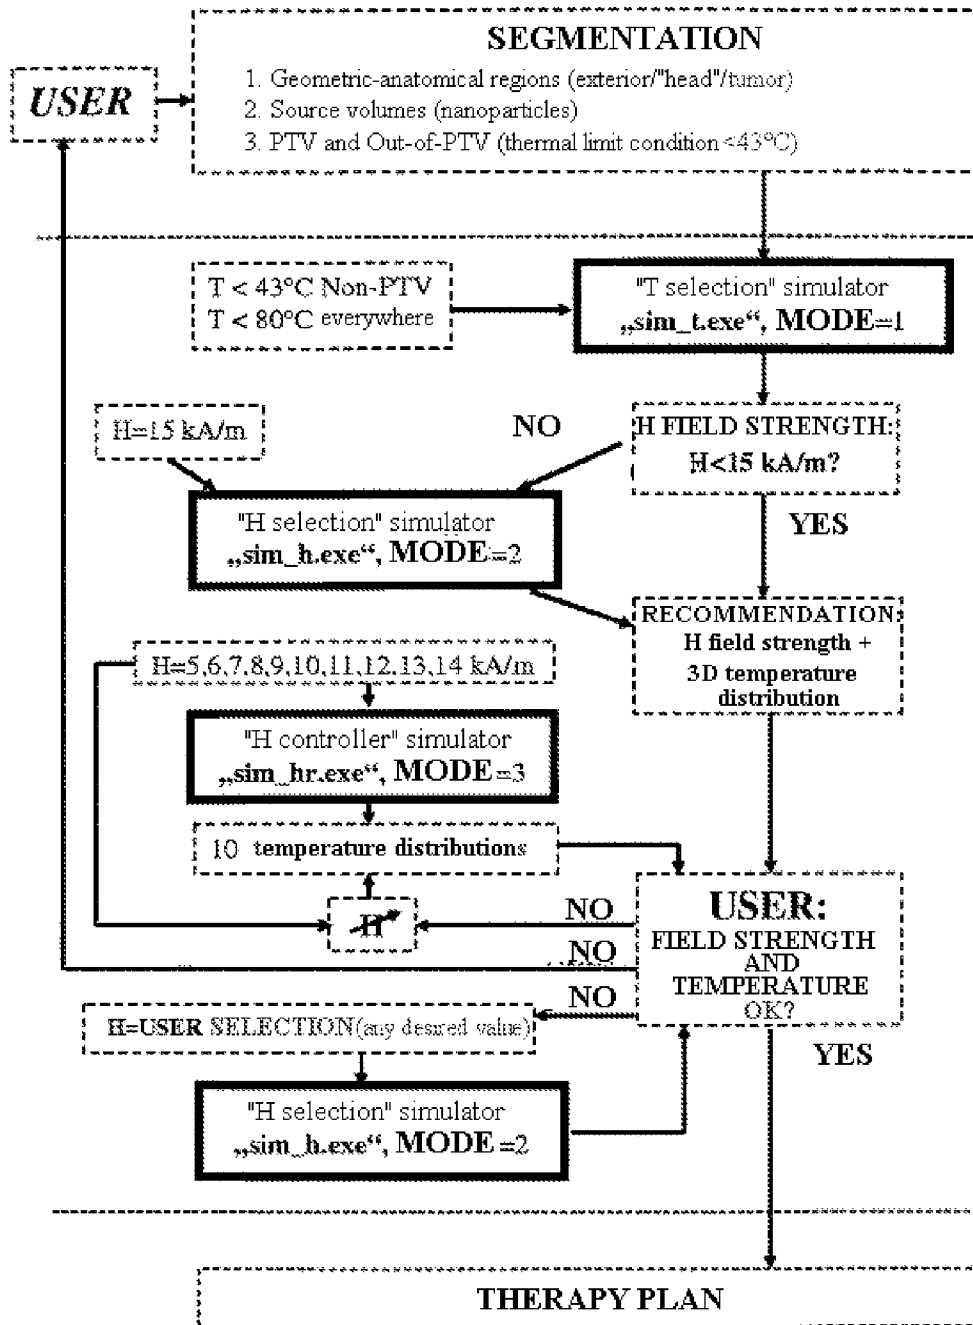 SEGMENTATION
1. Geometric-anatomical regions (exterior/"head"/tumor)
2. Source volumes (nanoparticles)
3. PTV and Out-of-PTV (thermal limit condition <43°C)
USER
T < 43°C Non-PTV
T < 80°C everywhere
"T selection" simulator
„sim_t.exe“, MODE=1
H=15 kA/m
NO
H FIELD STRENGTH:
H<15 kA/m?
YES
"H selection" simulator
„sim_h.exe“, MODE=2
RECOMMENDATION:
H field strength +
3D temperature
distribution
H=5,6,7,8,9,10,11,12,13,14 kA/m
"H controller" simulator
„sim_hr.exe“, MODE=3
10 temperature distributions
H
NO
NO
NO
USER:
FIELD STRENGTH
AND
TEMPERATURE
OK?
H=USER SELECTION(any desired value)
YES
"H selection" simulator
„sim_h.exe“, MODE=2
THERAPY PLAN